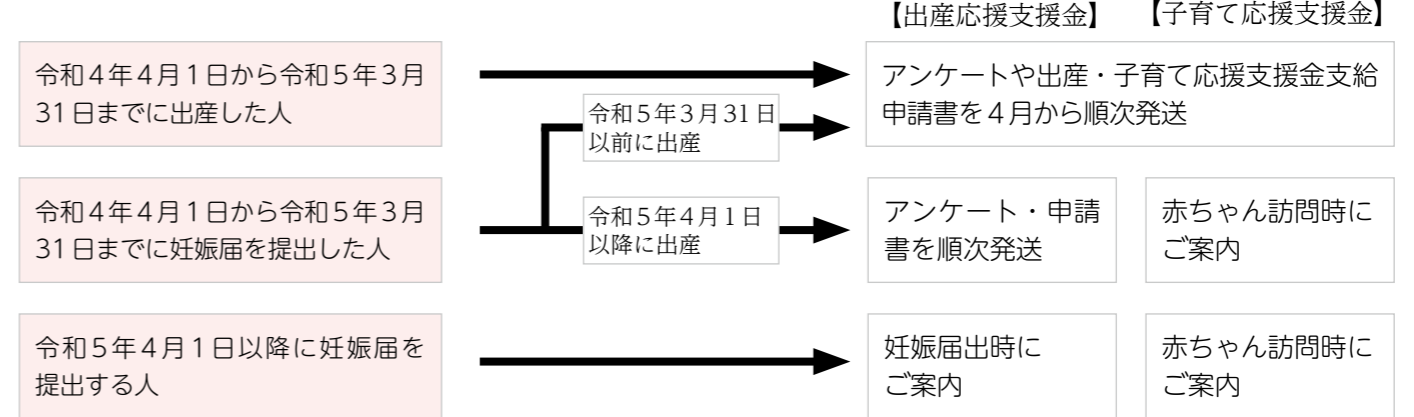 【出産応援支援金】 【子育て応援支援金】
令和4年4月1日から令和5年3月
31日までに出産した人
アンケートや出産・子育て応援支援金支給
申請書を4月から順次発送
令和5年3月31日
以前に出産
令和4年4月1日から令和5年3月
31日までに妊娠届を提出した人
令和5年4月1日
以降に出産
アンケート・申請
書を順次発送
赤ちゃん訪問時に
ご案内
令和5年4月1日以降に妊娠届を
提出する人
妊娠届出時に
ご案内
赤ちゃん訪問時に
ご案内